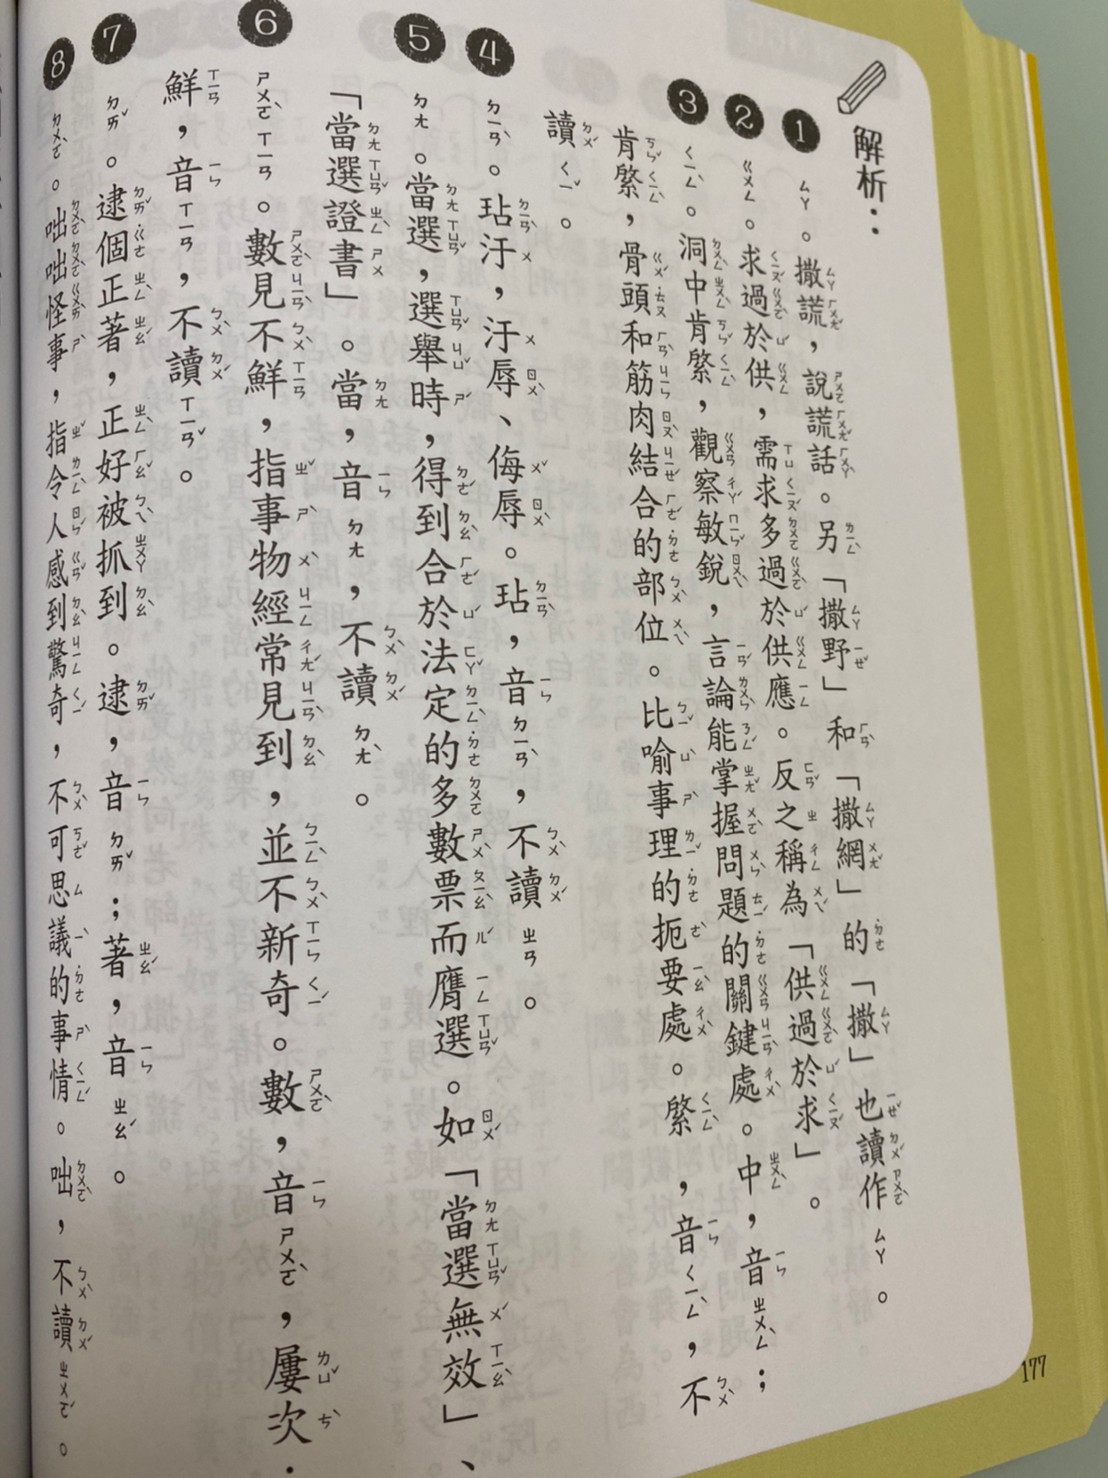 解析：
1 ㄙㄚ。撒謊，說謊話。另「撒野」和「撒網」的「撒」也讀作ㄙㄚ。
2 ㄍㄨㄥ。求過於供，需求多過於供應。反之稱為「供過於求」。
3 ㄑㄧㄥˋ。洞中肯綮，觀察敏銳，言論能掌握問題的關鍵處。中，音ㄓㄨㄥˋ；
肯綮，骨頭和筋肉結合的部位。比喻事理的扼要處。綮，音ㄑㄧㄥˋ，不
讀ㄑㄧˇ。
4 ㄉㄧㄢˋ。玷汙，汙辱、侮辱。玷，音ㄉㄧㄢˋ，不讀ㄓㄢ。
5 ㄉㄤ。當選，選舉時，得到合於法定的多數票而膺選。如「當選無效」、
「當選證書」。當，音ㄉㄤ，不讀ㄉㄤˋ。
6 ㄕㄨㄛˋㄒㄧㄢ。數見不鮮，指事物經常見到，並不新奇。數，音ㄕㄨㄛˋ，屢次
鮮，音ㄒㄧㄢ，不讀ㄒㄧㄢˇ。
7 ㄉㄞˇ。逮個正著，正好被抓到。逮，音ㄉㄞˇ；著，音ㄓㄠˊ。
8 ㄉㄨㄛˋ。咄咄怪事，指令人感到驚奇，不可思議的事情。咄，不讀ㄓㄨㄛˊ。
177